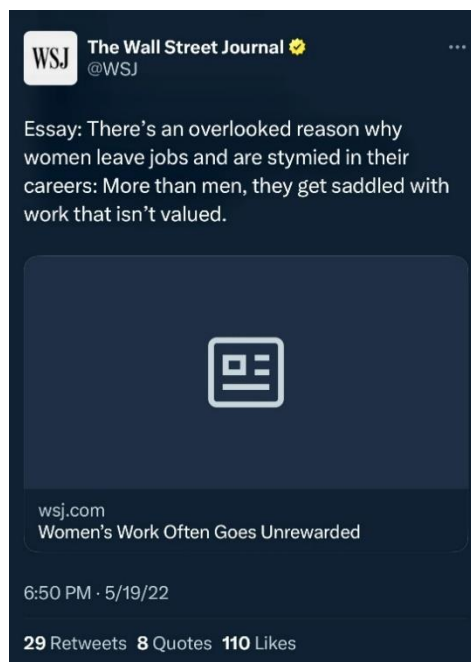 WSJ
The Wall Street Journal
@WSJ
Essay: There's an overlooked reason why
women leave jobs and are stymied in their
careers: More than men, they get saddled with
work that isn't valued.
wsj.com
Women's Work Often Goes Unrewarded
6:50 PM · 5/19/22
29 Retweets 8 Quotes 110 Likes